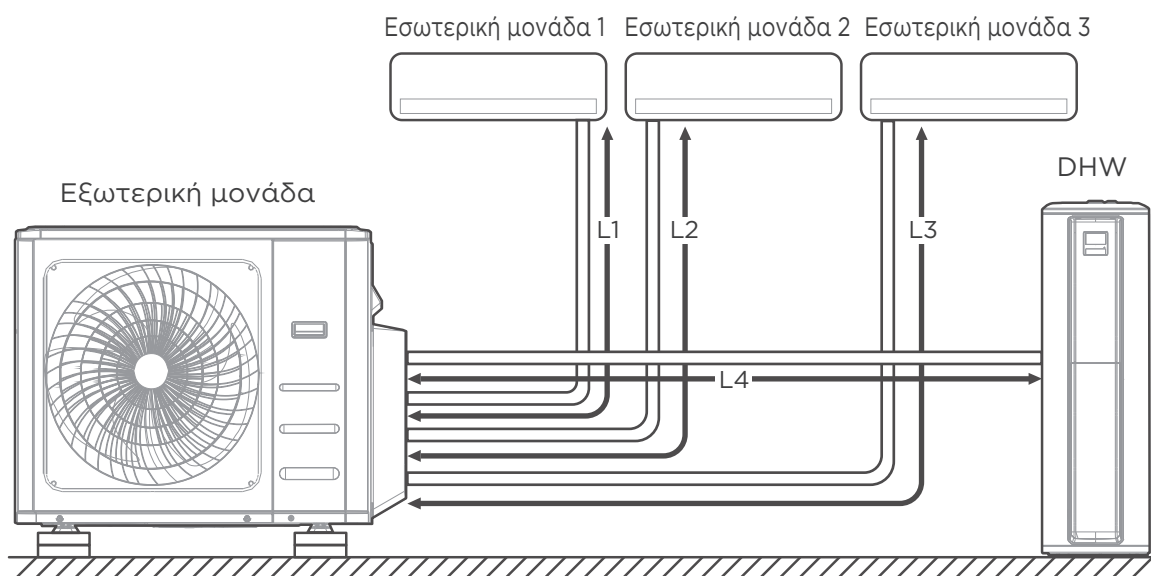 Εσωτερική μονάδα 1 Εσωτερική μονάδα 2 Εσωτερική μονάδα 3
DHW
Εξωτερική μονάδα
L1 L2 L3
L4